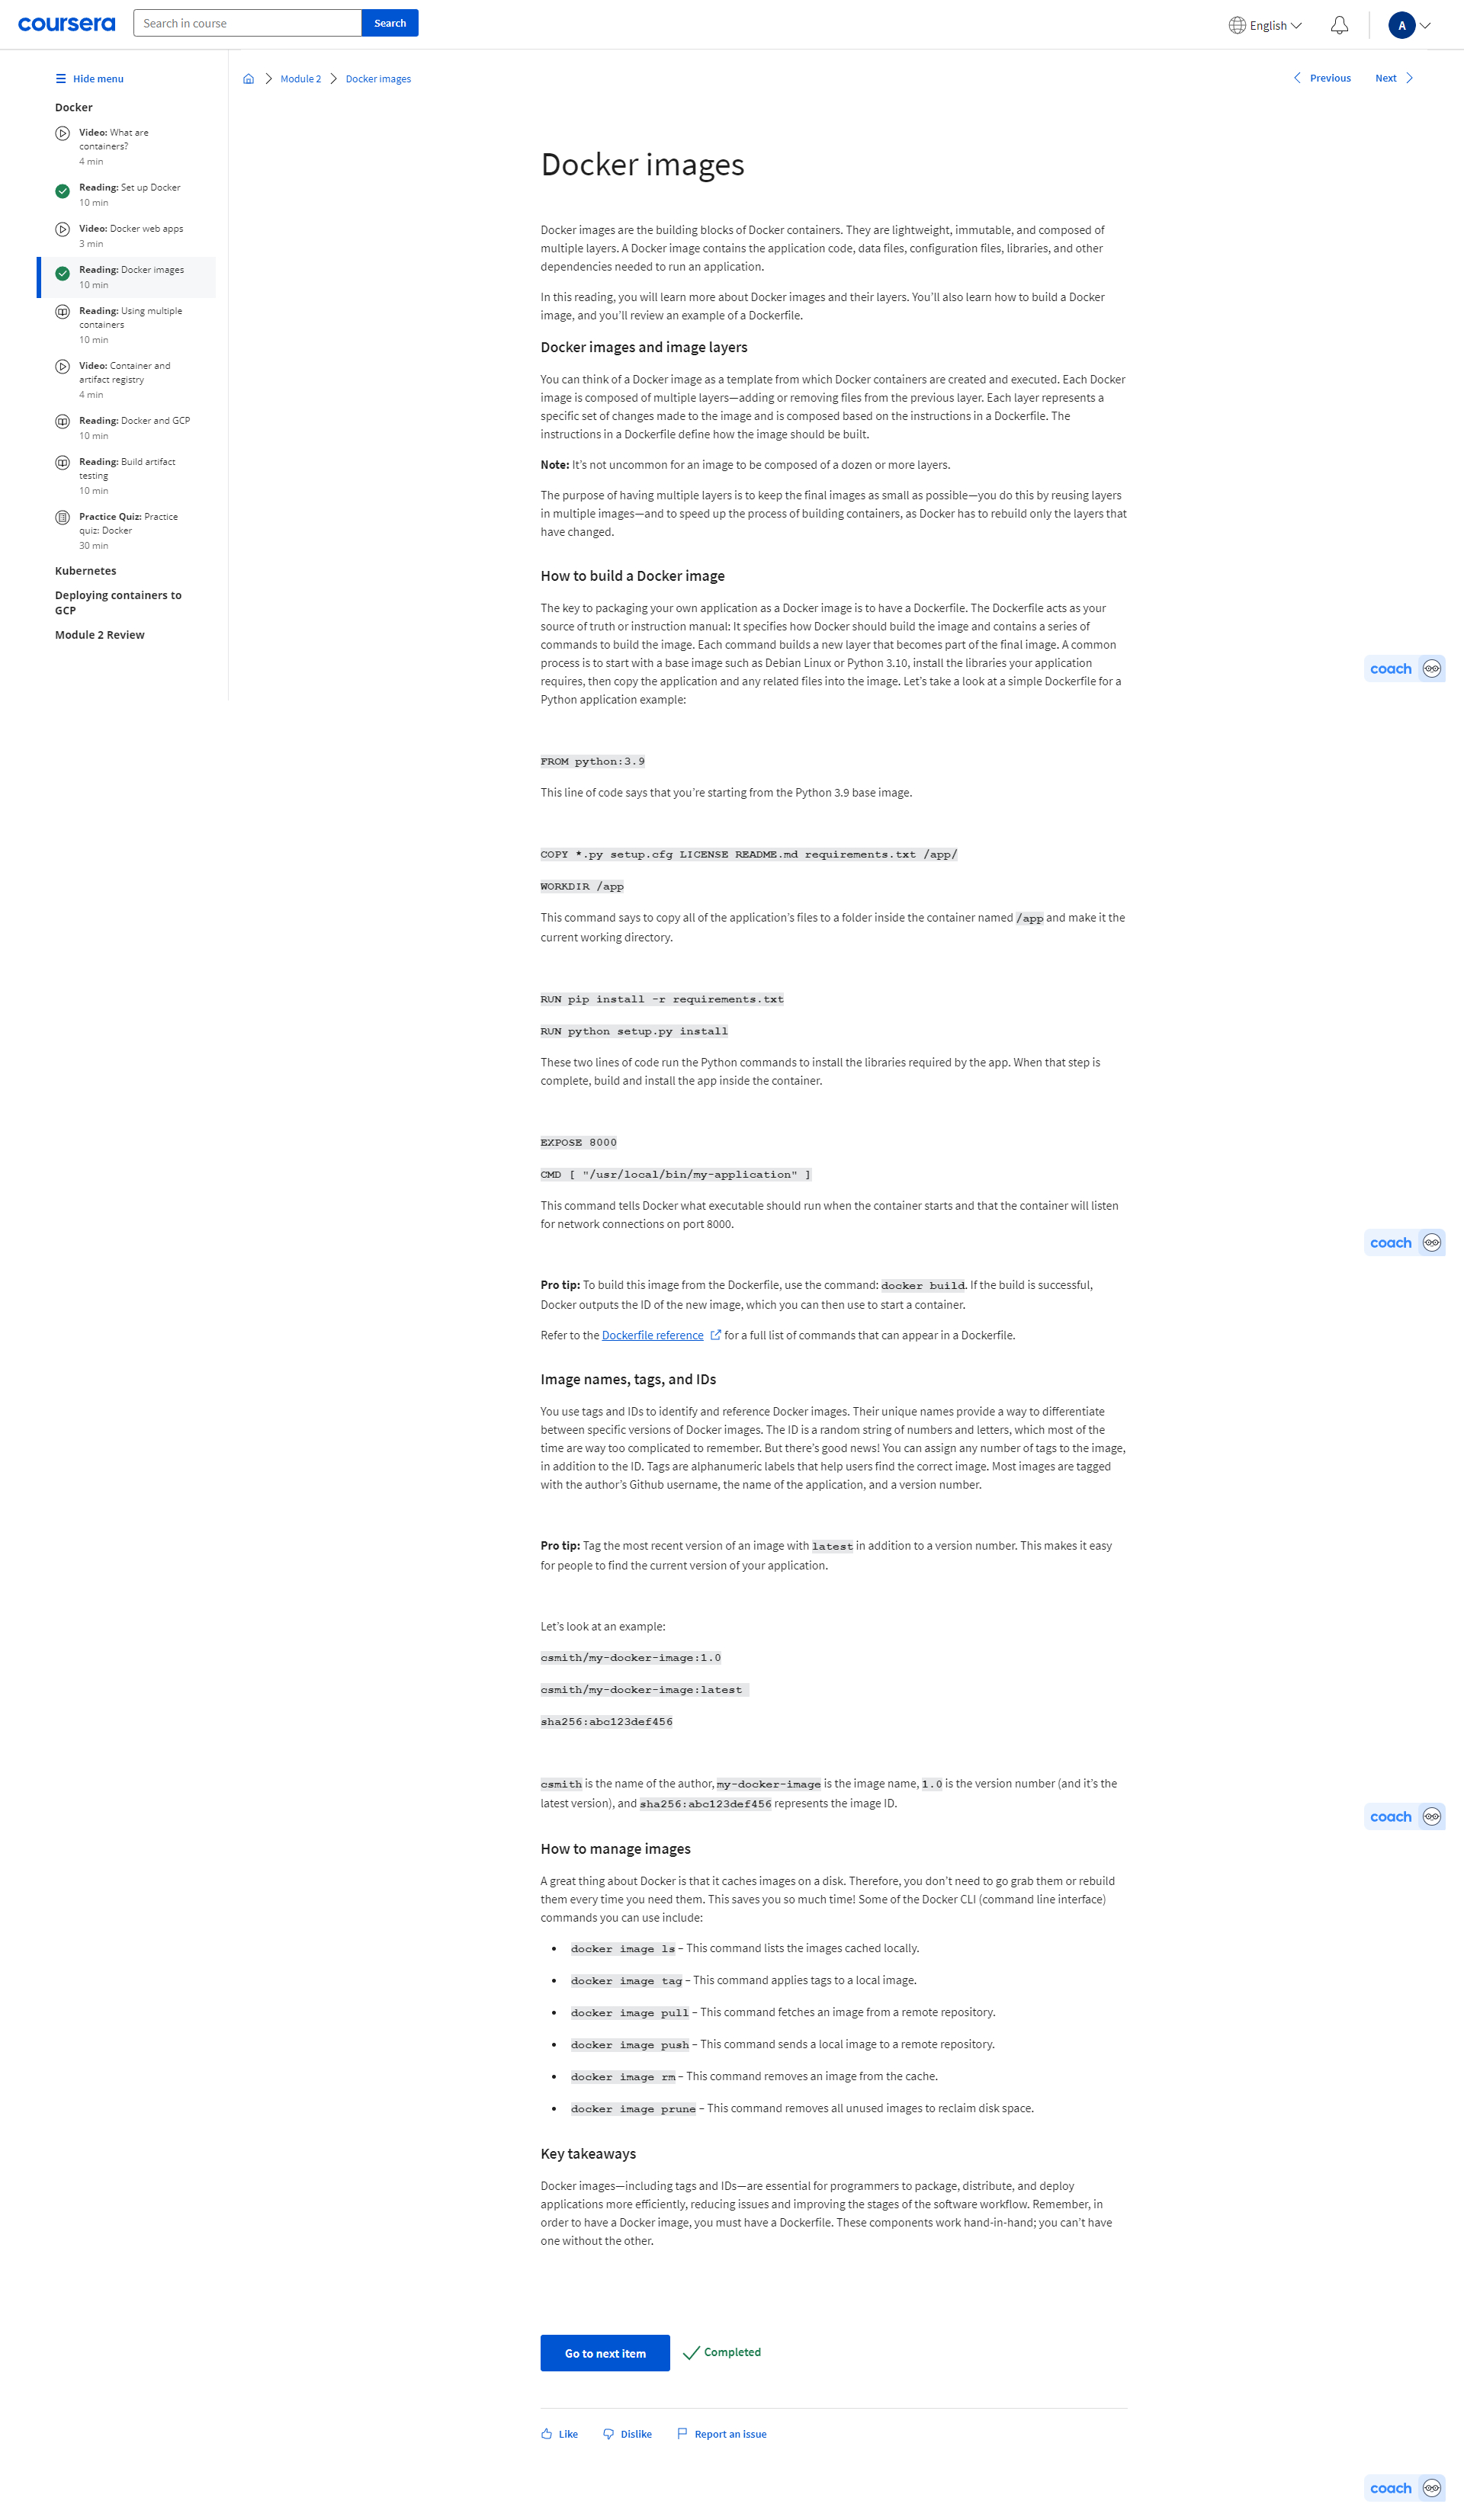 coursera
Search in course
Search
English
A
Hide menu
Docker
Video: What are
containers?
4 min
Reading: Set up Docker
10 min
Video: Docker web apps
3 min
Reading: Docker images
10 min
Reading: Using multiple
containers
10 min
Video: Container and
artifact registry
4 min
Reading: Docker and GCP
10 min
Reading: Build artifact
testing
10 min
Practice Quiz: Practice
quiz: Docker
30 min
Kubernetes
Deploying containers to
GCP
Module 2 Review
Module 2
Docker images
Previous
Next
Docker images
Docker images are the building blocks of Docker containers. They are lightweight, immutable, and composed of
multiple layers. A Docker image contains the application code, data files, configuration files, libraries, and other
dependencies needed to run an application.
In this reading, you will learn more about Docker images and their layers. You’ll also learn how to build a Docker
image, and you’ll review an example of a Dockerfile.
Docker images and image layers
You can think of a Docker image as a template from which Docker containers are created and executed. Each Docker
image is composed of multiple layers—adding or removing files from the previous layer. Each layer represents a
specific set of changes made to the image and is composed based on the instructions in a Dockerfile. The
instructions in a Dockerfile define how the image should be built.
Note: It’s not uncommon for an image to be composed of a dozen or more layers.
The purpose of having multiple layers is to keep the final images as small as possible—you do this by reusing layers
in multiple images—and to speed up the process of building containers, as Docker has to rebuild only the layers that
have changed.
How to build a Docker image
The key to packaging your own application as a Docker image is to have a Dockerfile. The Dockerfile acts as your
source of truth or instruction manual: It specifies how Docker should build the image and contains a series of
commands to build the image. Each command builds a new layer that becomes part of the final image. A common
process is to start with a base image such as Debian Linux or Python 3.10, install the libraries your application
requires, then copy the application and any related files into the image. Let’s take a look at a simple Dockerfile for a
Python application example:
coach
FROM python:3.9
This line of code says that you’re starting from the Python 3.9 base image.
COPY *.py setup.cfg LICENSE README.md requirements.txt /app/
WORKDIR /app
This command says to copy all of the application’s files to a folder inside the container named /app and make it the
current working directory.
RUN pip install -r requirements.txt
RUN python setup.py install
These two lines of code run the Python commands to install the libraries required by the app. When that step is
complete, build and install the app inside the container.
EXPOSE 8000
CMD [ "/usr/local/bin/my-application" ]
This command tells Docker what executable should run when the container starts and that the container will listen
for network connections on port 8000.
coach
Pro tip: To build this image from the Dockerfile, use the command: docker build. If the build is successful,
Docker outputs the ID of the new image, which you can then use to start a container.
Refer to the Dockerfile reference for a full list of commands that can appear in a Dockerfile.
Image names, tags, and IDs
You use tags and IDs to identify and reference Docker images. Their unique names provide a way to differentiate
between specific versions of Docker images. The ID is a random string of numbers and letters, which most of the
time are way too complicated to remember. But there’s good news! You can assign any number of tags to the image,
in addition to the ID. Tags are alphanumeric labels that help users find the correct image. Most images are tagged
with the author’s Github username, the name of the application, and a version number.
Pro tip: Tag the most recent version of an image with latest in addition to a version number. This makes it easy
for people to find the current version of your application.
Let’s look at an example:
csmith/my-docker-image:1.0
csmith/my-docker-image:latest
sha256:abc123def456
csmith is the name of the author, my-docker-image is the image name, 1.0 is the version number (and it’s the
latest version), and sha256:abc123def456 represents the image ID.
coach
How to manage images
A great thing about Docker is that it caches images on a disk. Therefore, you don’t need to go grab them or rebuild
them every time you need them. This saves you so much time! Some of the Docker CLI (command line interface)
commands you can use include:
• docker image ls – This command lists the images cached locally.
• docker image tag – This command applies tags to a local image.
• docker image pull – This command fetches an image from a remote repository.
• docker image push – This command sends a local image to a remote repository.
• docker image rm – This command removes an image from the cache.
• docker image prune – This command removes all unused images to reclaim disk space.
Key takeaways
Docker images—including tags and IDs—are essential for programmers to package, distribute, and deploy
applications more efficiently, reducing issues and improving the stages of the software workflow. Remember, in
order to have a Docker image, you must have a Dockerfile. These components work hand-in-hand; you can’t have
one without the other.
Go to next item
Completed
Like
Dislike
Report an issue
coach